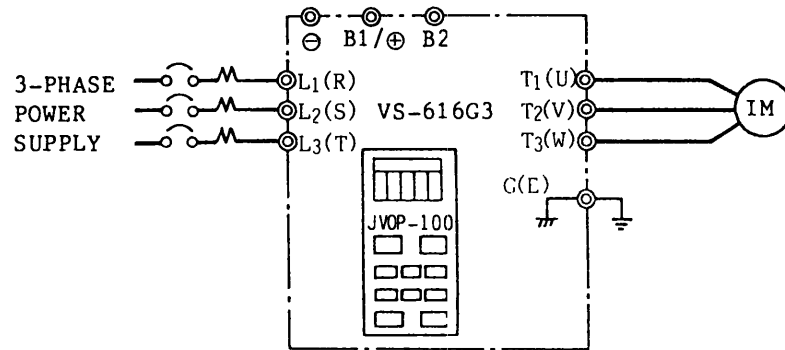 ⊖ B1/⊕ B2
3-PHASE
POWER
SUPPLY
L1(R)
L2(S)
L3(T)
VS-616G3
T1(U)
T2(V)
T3(W)
IM
G(E)
JVOP-100